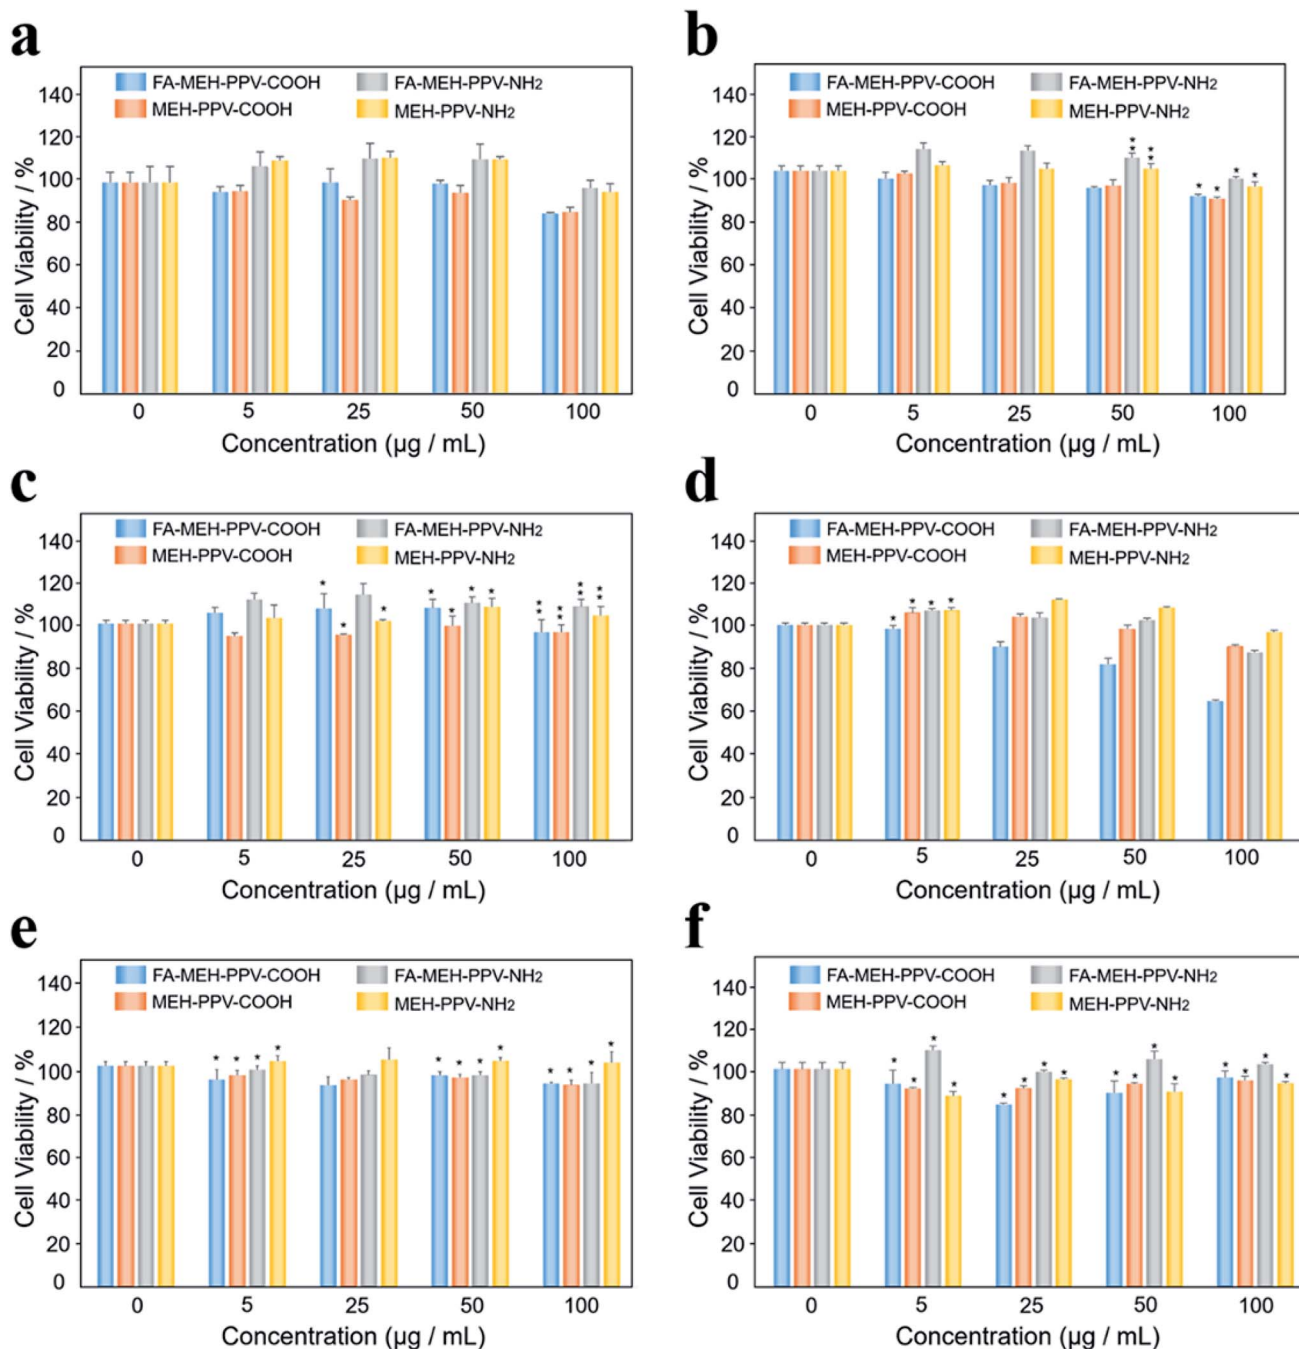 a
FA-MEH-PPV-COOH
FA-MEH-PPV-NH2
MEH-PPV-COOH
MEH-PPV-NH2
Cell Viability / %
140
120
100
80
60
40
20
0
0 5 25 50 100
Concentration (µg / mL)
b
FA-MEH-PPV-COOH
FA-MEH-PPV-NH2
MEH-PPV-COOH
MEH-PPV-NH2
Cell Viability / %
140
120
100
80
60
40
20
0
** **
* * * *
0 5 25 50 100
Concentration (µg / mL)
c
FA-MEH-PPV-COOH
FA-MEH-PPV-NH2
MEH-PPV-COOH
MEH-PPV-NH2
Cell Viability / %
140
120
100
80
60
40
20
0
* * *
* * * *
** ** ** **
0 5 25 50 100
Concentration (µg / mL)
d
FA-MEH-PPV-COOH
FA-MEH-PPV-NH2
MEH-PPV-COOH
MEH-PPV-NH2
Cell Viability / %
140
120
100
80
60
40
20
0
* * * *
0 5 25 50 100
Concentration (µg / mL)
e
FA-MEH-PPV-COOH
FA-MEH-PPV-NH2
MEH-PPV-COOH
MEH-PPV-NH2
Cell Viability / %
140
120
100
80
60
40
20
0
* * * *
* * * *
* * * *
0 5 25 50 100
Concentration (µg / mL)
f
FA-MEH-PPV-COOH
FA-MEH-PPV-NH2
MEH-PPV-COOH
MEH-PPV-NH2
Cell Viability / %
140
120
100
80
60
40
20
0
* * * *
* * * *
* * * *
* * * *
0 5 25 50 100
Concentration (µg / mL)